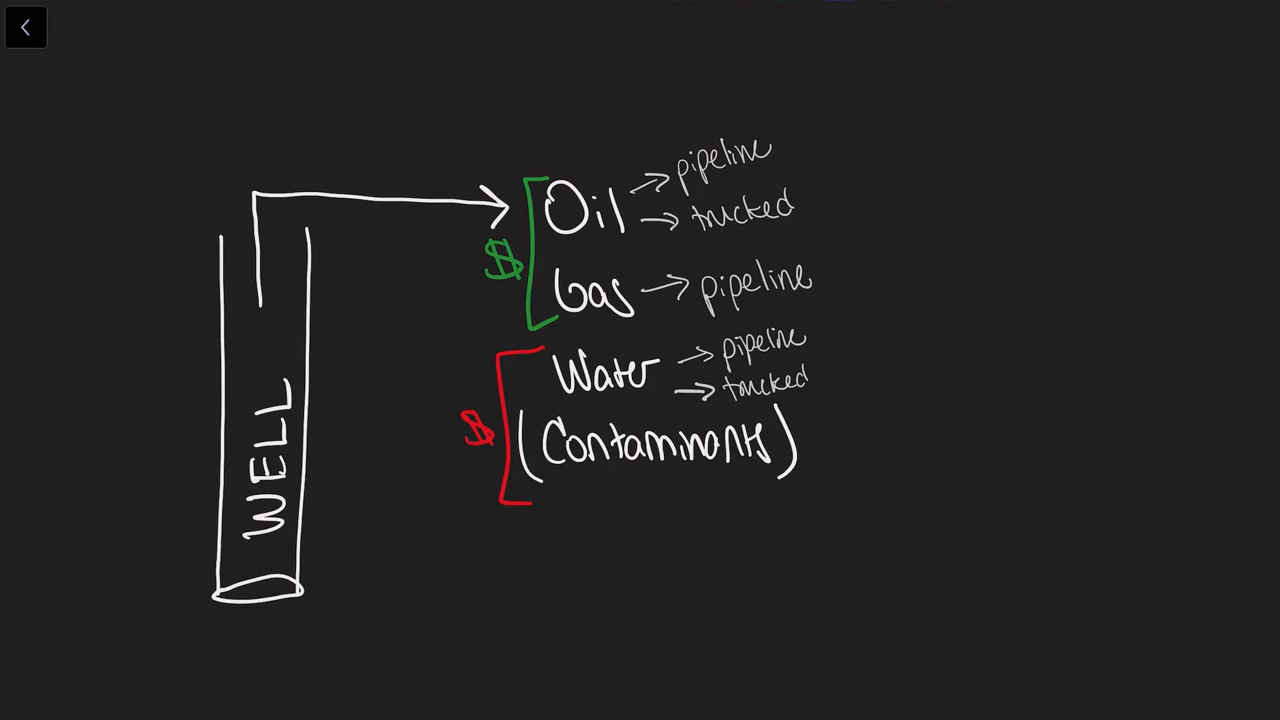 → pipeline
Oil → trucked
$
Gas → pipeline
Water → pipeline
→ trucked
$
(Contaminants)
WELL